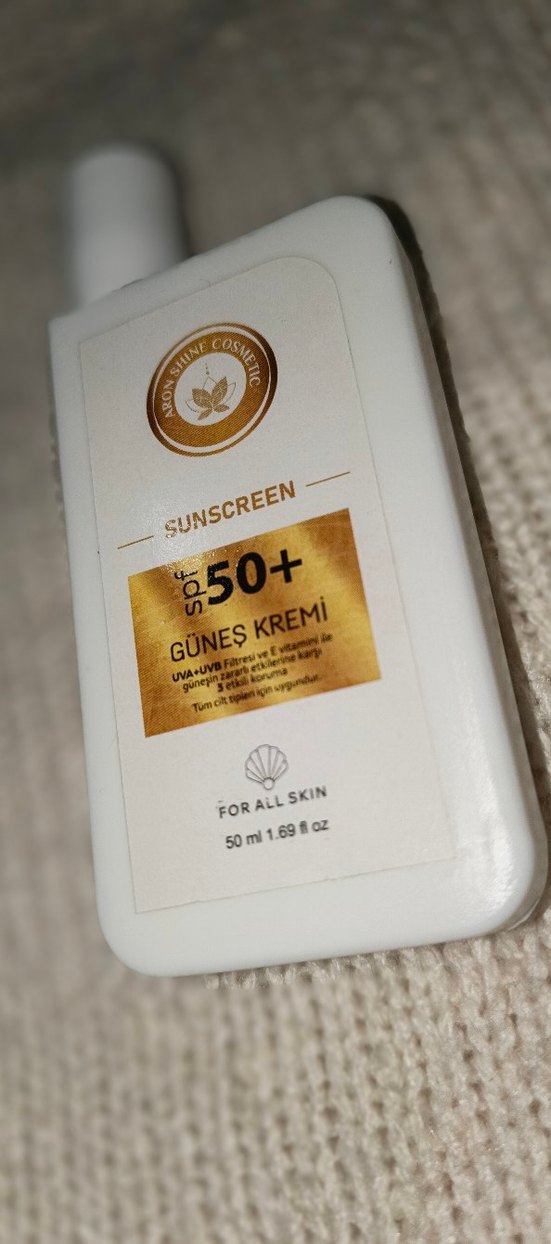 ARON SHINE COSMETIC
SUNSCREEN
spf 50+
GÜNEŞ KREMİ
UVA+UVB Filtresi ve E vitamini ile
güneşin zararlı etkilerine karşı
3 etkili koruma
Tüm cilt tipleri için uygundur.
FOR ALL SKIN
50 ml 1.69 fl oz